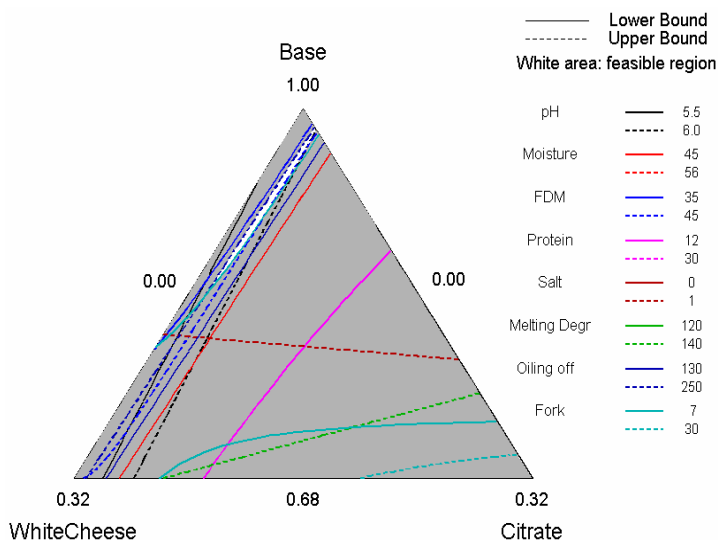 Lower Bound
Upper Bound
White area: feasible region
Base
1.00
pH 5.5
6.0
Moisture 45
56
FDM 35
45
Protein 12
30
Salt 0
1
Melting Degr 120
140
Oiling off 130
250
Fork 7
30
0.00 0.00
0.32 0.68 0.32
WhiteCheese Citrate